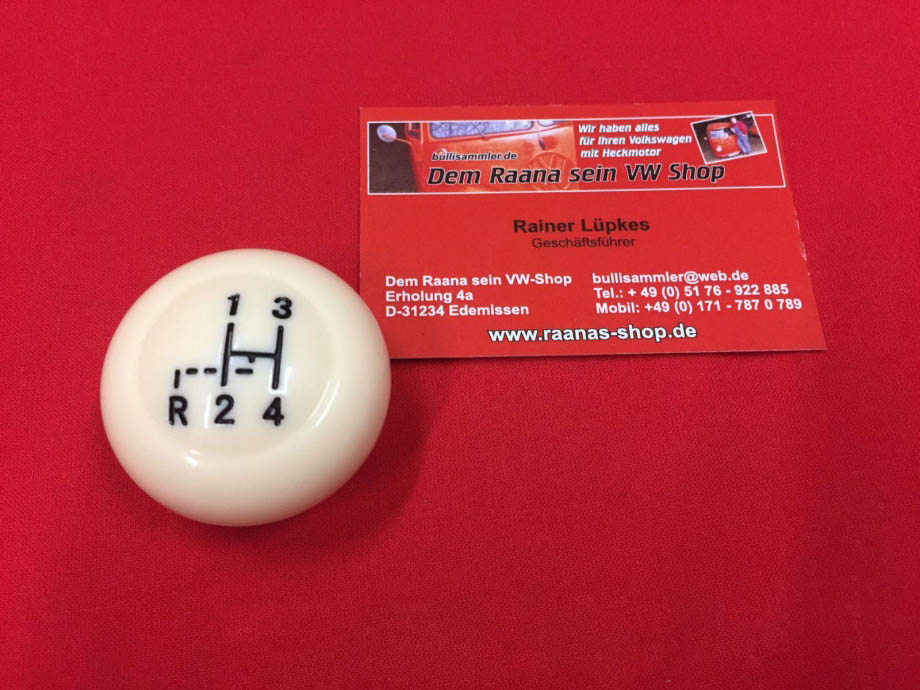 Wir haben alles
für Ihren Volkswagen
mit Heckmotor
bullisammler.de
Dem Raana sein VW Shop
Rainer Lüpkes
Geschäftsführer
Dem Raana sein VW-Shop
Erholung 4a
D-31234 Edemissen
bullisammler@web.de
Tel.: + 49 (0) 51 76 - 922 885
Mobil: +49 (0) 171 - 787 0 789
www.raanas-shop.de
1 3
R 2 4